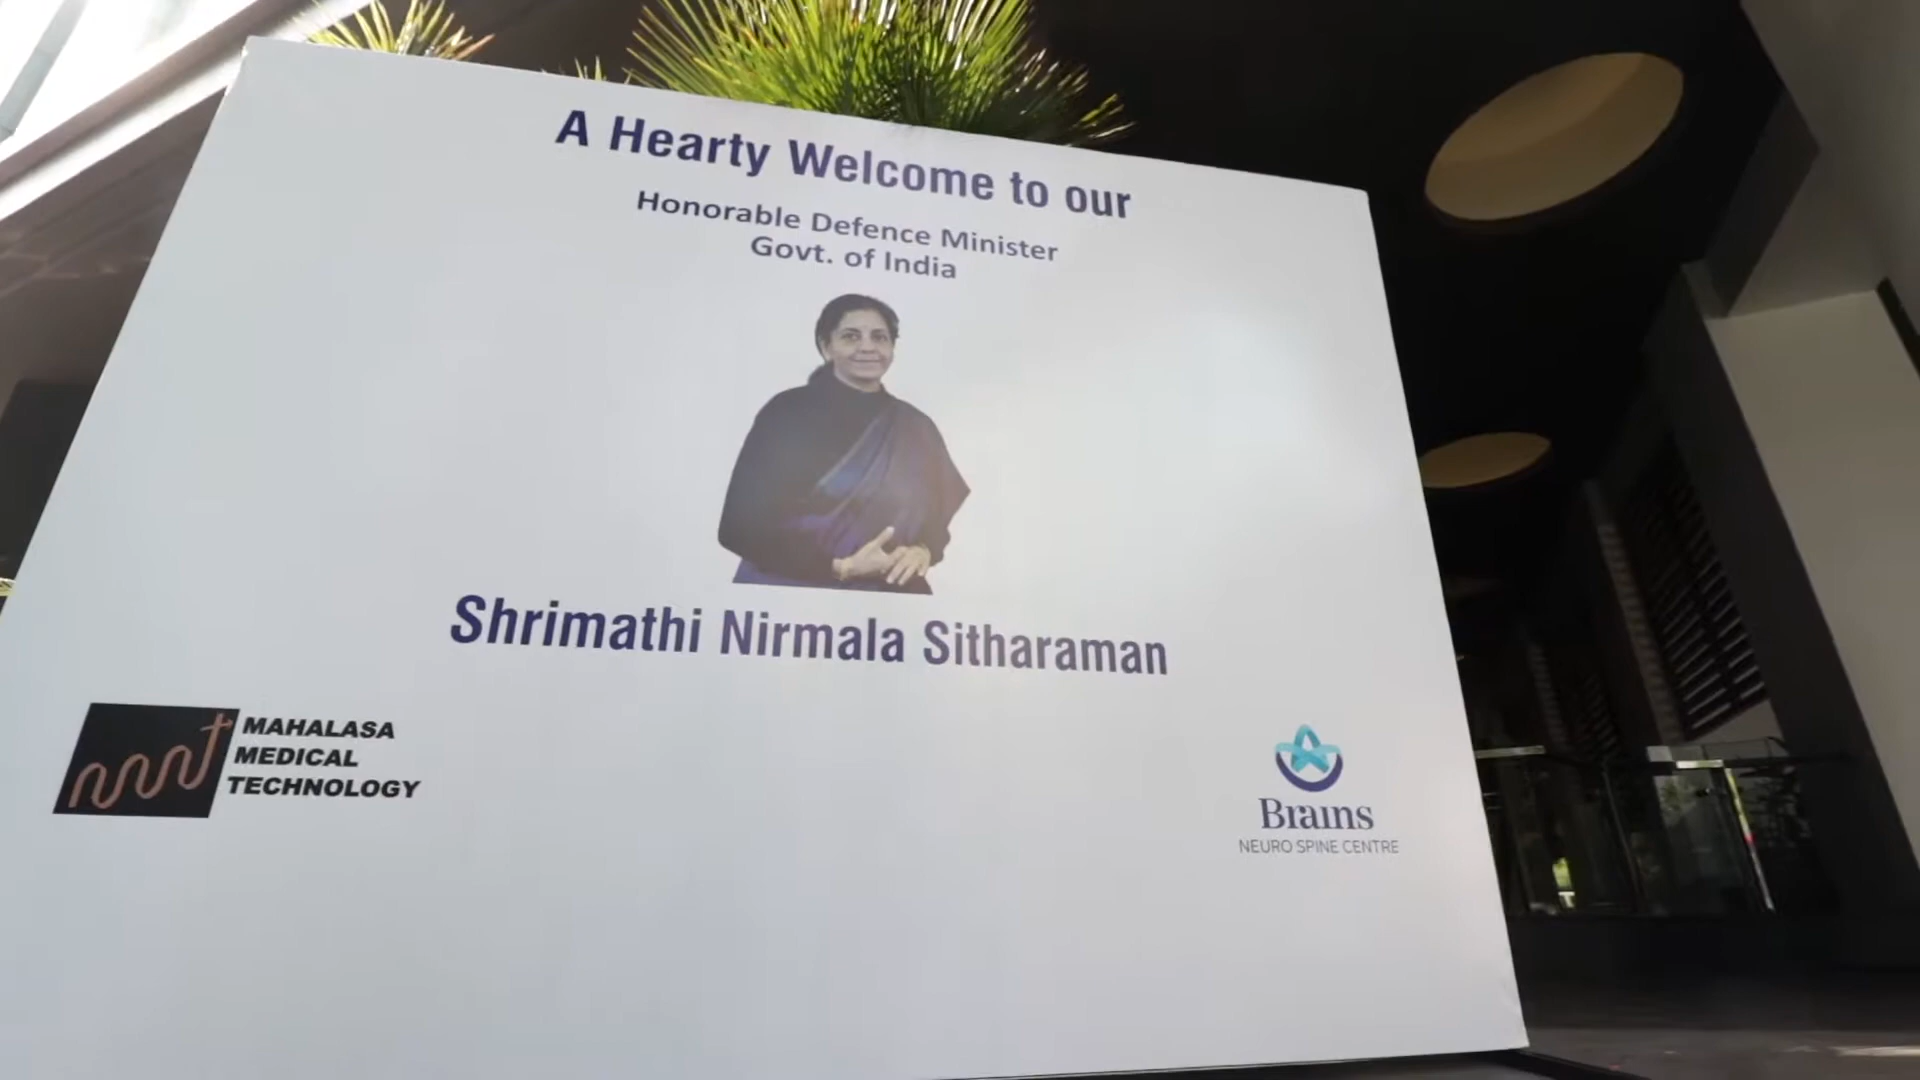 A Hearty Welcome to our
Honorable Defence Minister
Govt. of India
Shrimathi Nirmala Sitharaman
MAHALASA
MEDICAL
TECHNOLOGY
Brains
NEURO SPINE CENTRE